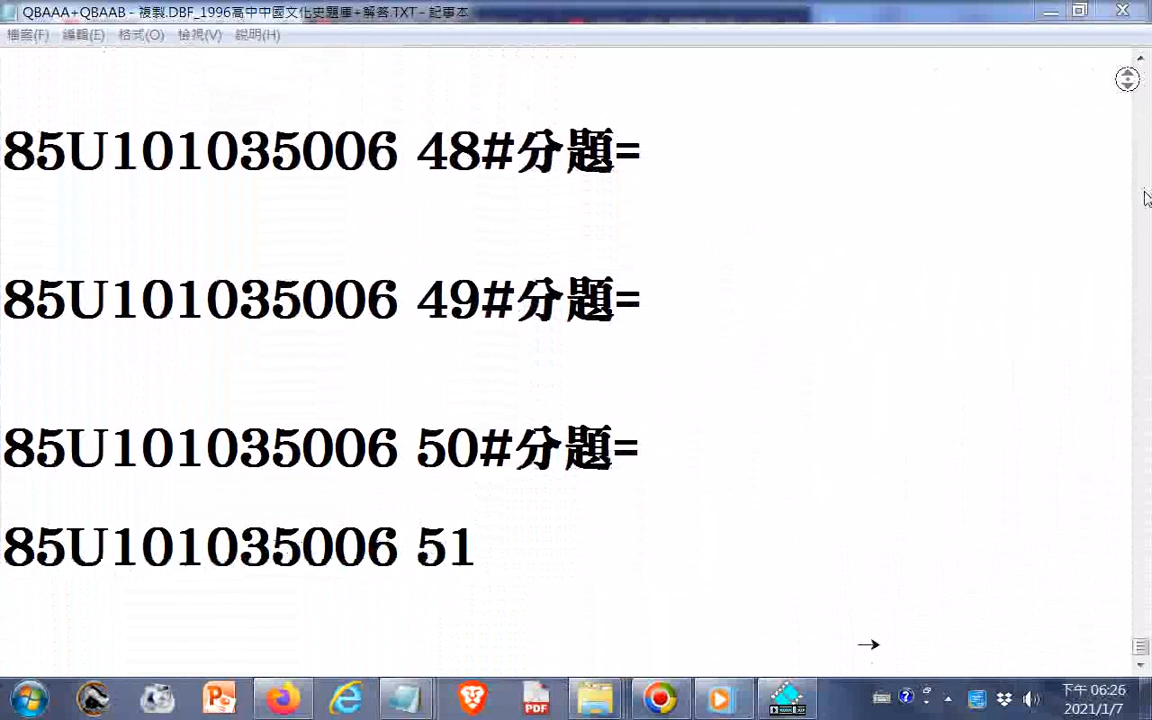 QBAAA+QBAAB - 複製.DBF_1996高中中國文化史題庫+解答.TXT - 記事本
檔案(F) 編輯(E) 格式(O) 檢視(V) 說明(H)
85U101035006 48#分題=
85U101035006 49#分題=
85U101035006 50#分題=
85U101035006 51
→
PDF
下午 06:26
2021/1/7